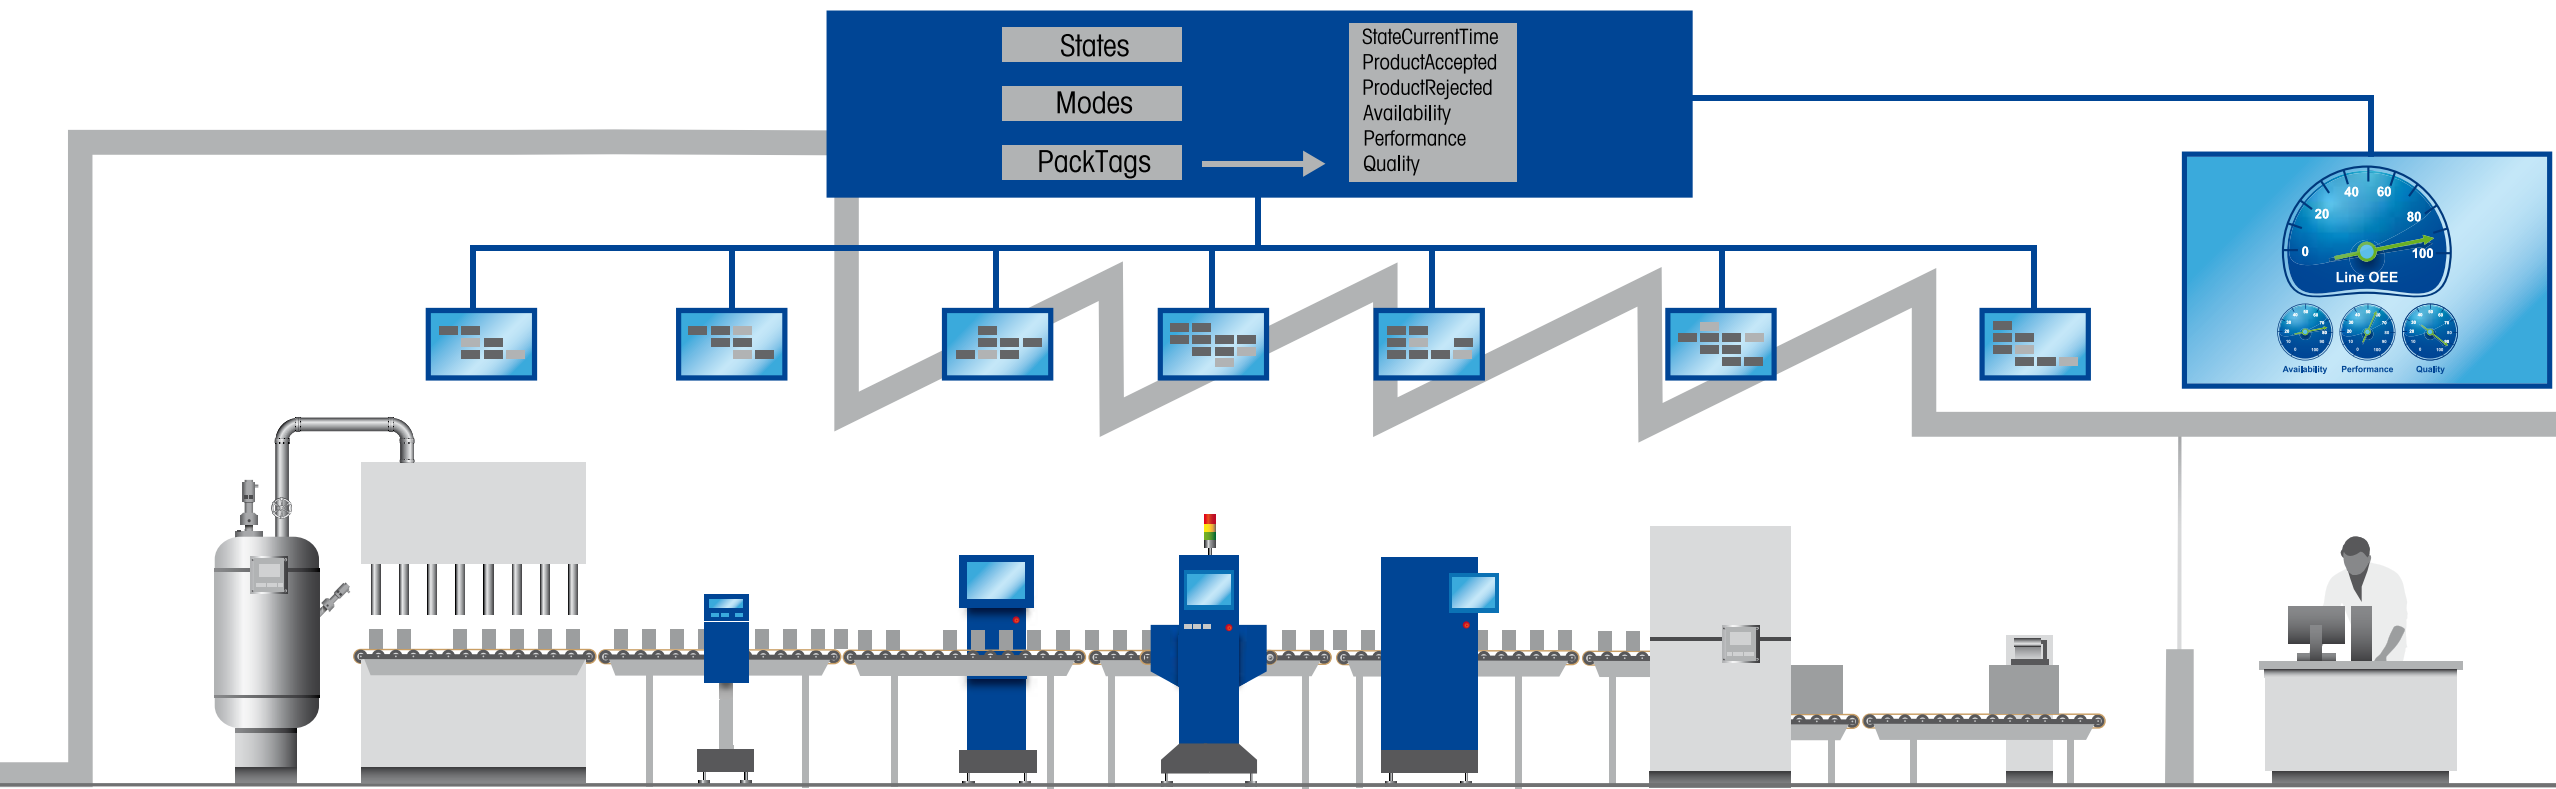 States
Modes
PackTags
StateCurrentTime
ProductAccepted
ProductRejected
Availability
Performance
Quality
0 20 40 60 80 100
Line OEE
Availability Performance Quality